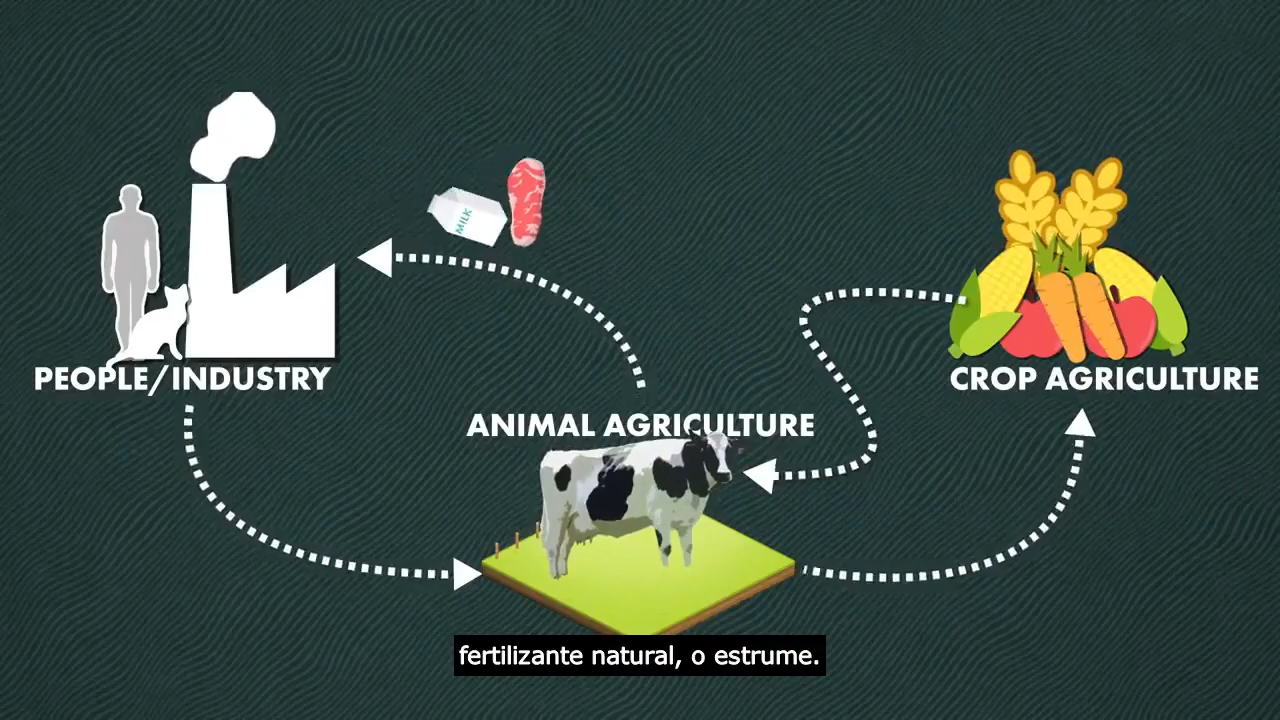 MILK
PEOPLE/INDUSTRY
CROP AGRICULTURE
ANIMAL AGRICULTURE
fertilizante natural, o estrume.